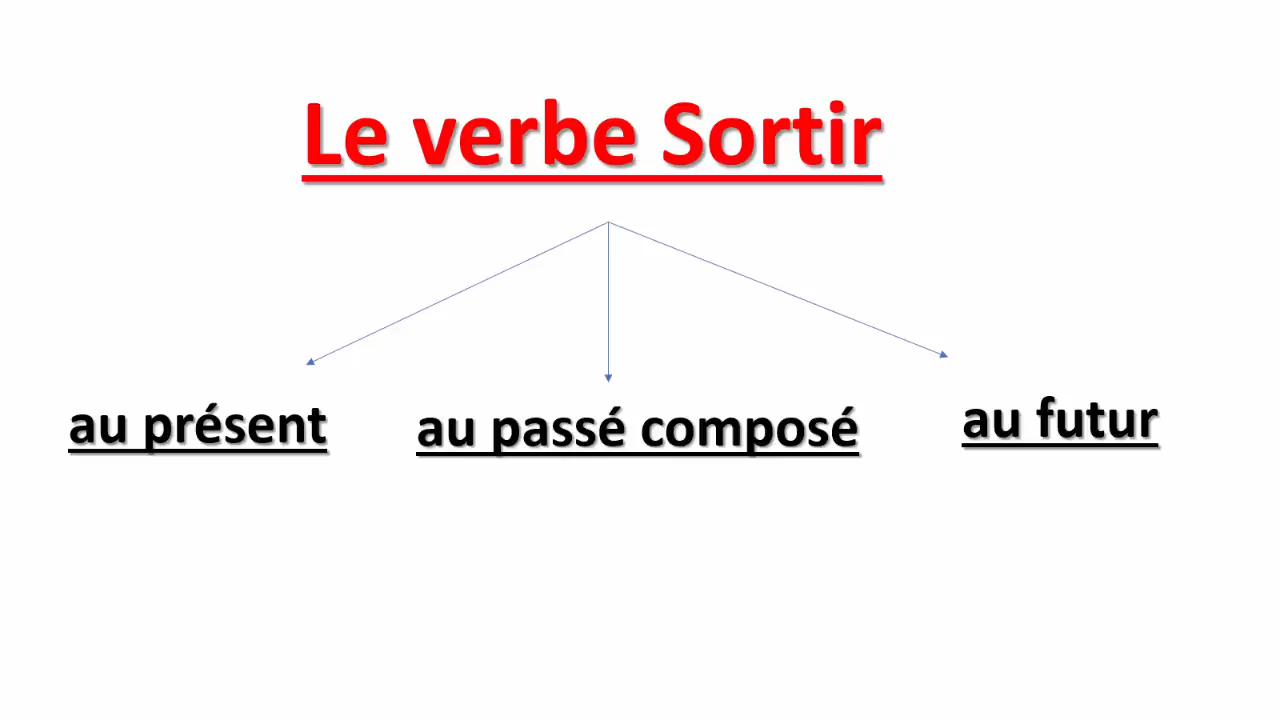 Le verbe Sortir
au présent
au passé composé
au futur